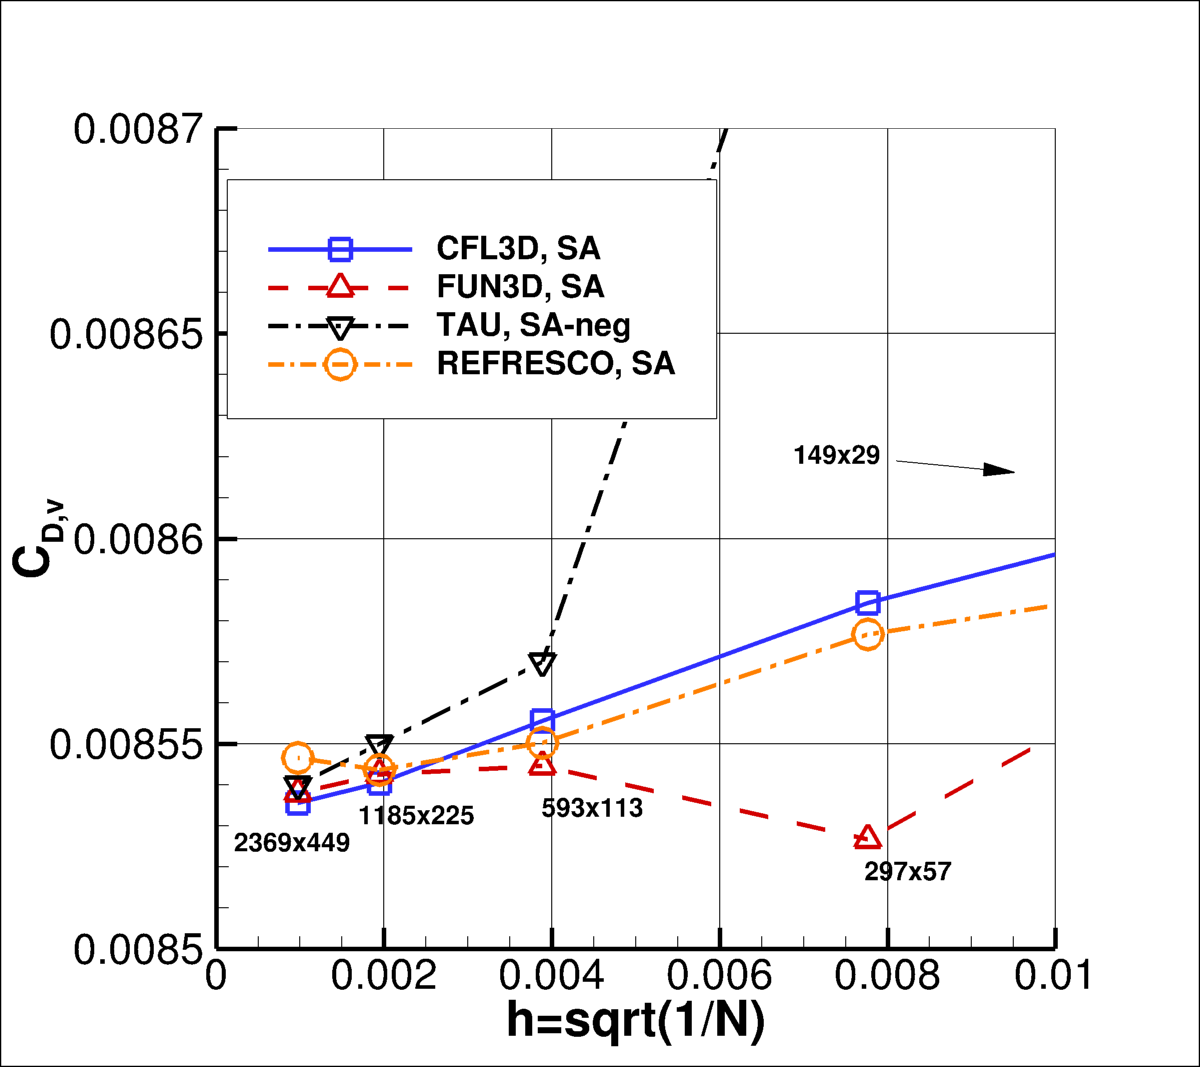 0.0087
CFL3D, SA
FUN3D, SA
TAU, SA-neg
REFRESCO, SA
0.00865
149x29
C_D,v
0.0086
0.00855
593x113
1185x225
2369x449
297x57
0.0085
0 0.002 0.004 0.006 0.008 0.01
h=sqrt(1/N)